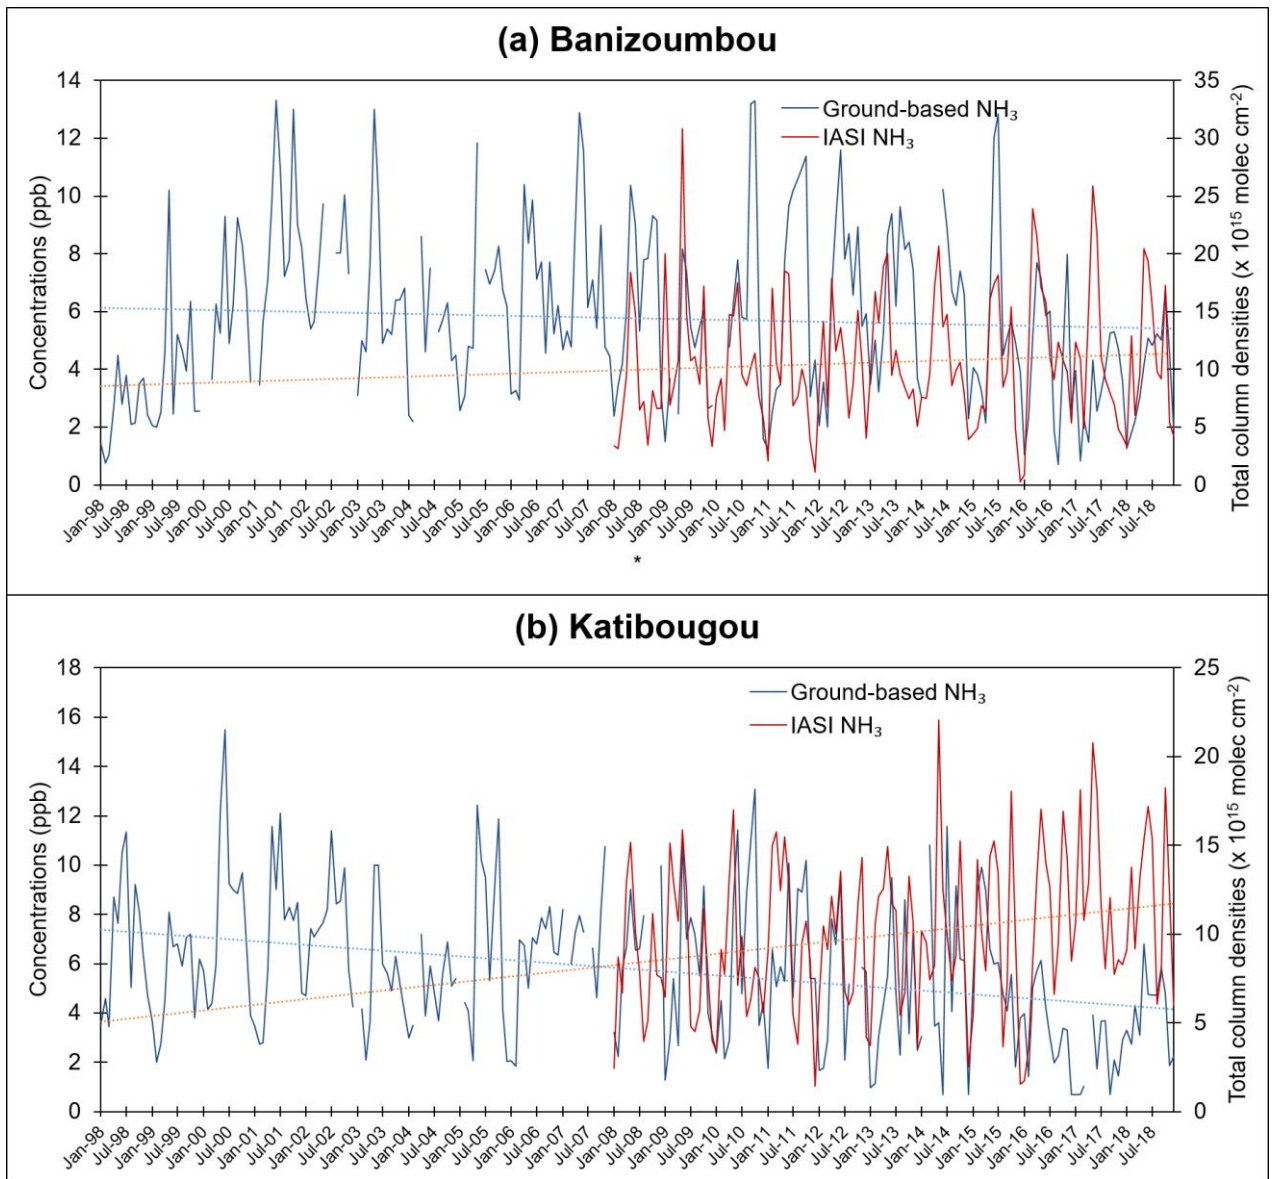 (a) Banizoumbou
14 12 10 8 6 4 2 0
Concentrations (ppb)
Ground-based NH₃
IASI NH₃
35 30 25 20 15 10 5 0
Total column densities (x 10¹⁵ molec cm⁻²)
Jan-98 Jul-98 Jan-99 Jul-99 Jan-00 Jul-00 Jan-01 Jul-01 Jan-02 Jul-02 Jan-03 Jul-03 Jan-04 Jul-04 Jan-05 Jul-05 Jan-06 Jul-06 Jan-07 Jul-07 Jan-08 Jul-08 Jan-09 Jul-09 Jan-10 Jul-10 Jan-11 Jul-11 Jan-12 Jul-12 Jan-13 Jul-13 Jan-14 Jul-14 Jan-15 Jul-15 Jan-16 Jul-16 Jan-17 Jul-17 Jan-18 Jul-18
*
(b) Katibougou
18 16 14 12 10 8 6 4 2 0
Concentrations (ppb)
Ground-based NH₃
IASI NH₃
25 20 15 10 5 0
Total column densities (x 10¹⁵ molec cm⁻²)
Jan-98 Jul-98 Jan-99 Jul-99 Jan-00 Jul-00 Jan-01 Jul-01 Jan-02 Jul-02 Jan-03 Jul-03 Jan-04 Jul-04 Jan-05 Jul-05 Jan-06 Jul-06 Jan-07 Jul-07 Jan-08 Jul-08 Jan-09 Jul-09 Jan-10 Jul-10 Jan-11 Jul-11 Jan-12 Jul-12 Jan-13 Jul-13 Jan-14 Jul-14 Jan-15 Jul-15 Jan-16 Jul-16 Jan-17 Jul-17 Jan-18 Jul-18